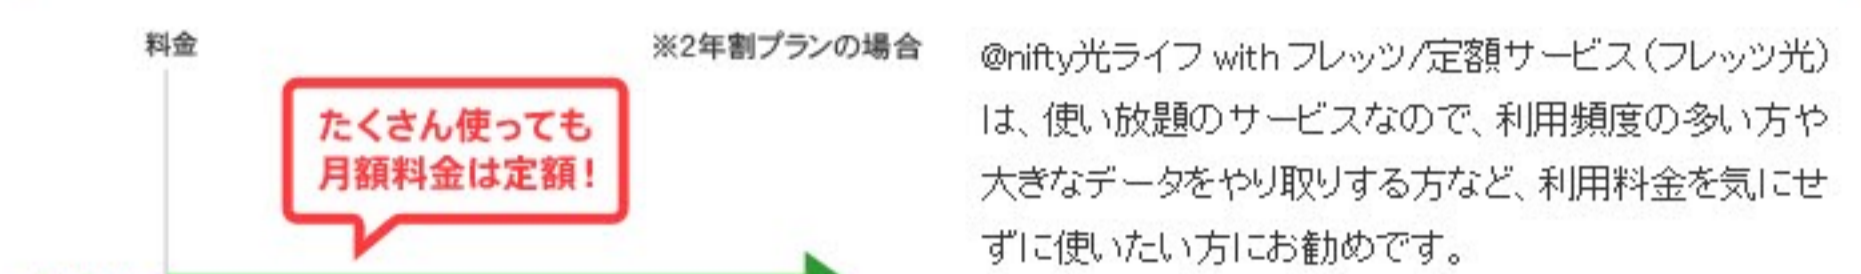 料金
※2年割プランの場合
たくさん使っても
月額料金は定額!
@nifty光ライフ with フレッツ/定額サービス(フレッツ光)
は、使い放題のサービスなので、利用頻度の多い方や
大きなデータをやり取りする方など、利用料金を気にせ
ずに使いたい方にお勧めです。